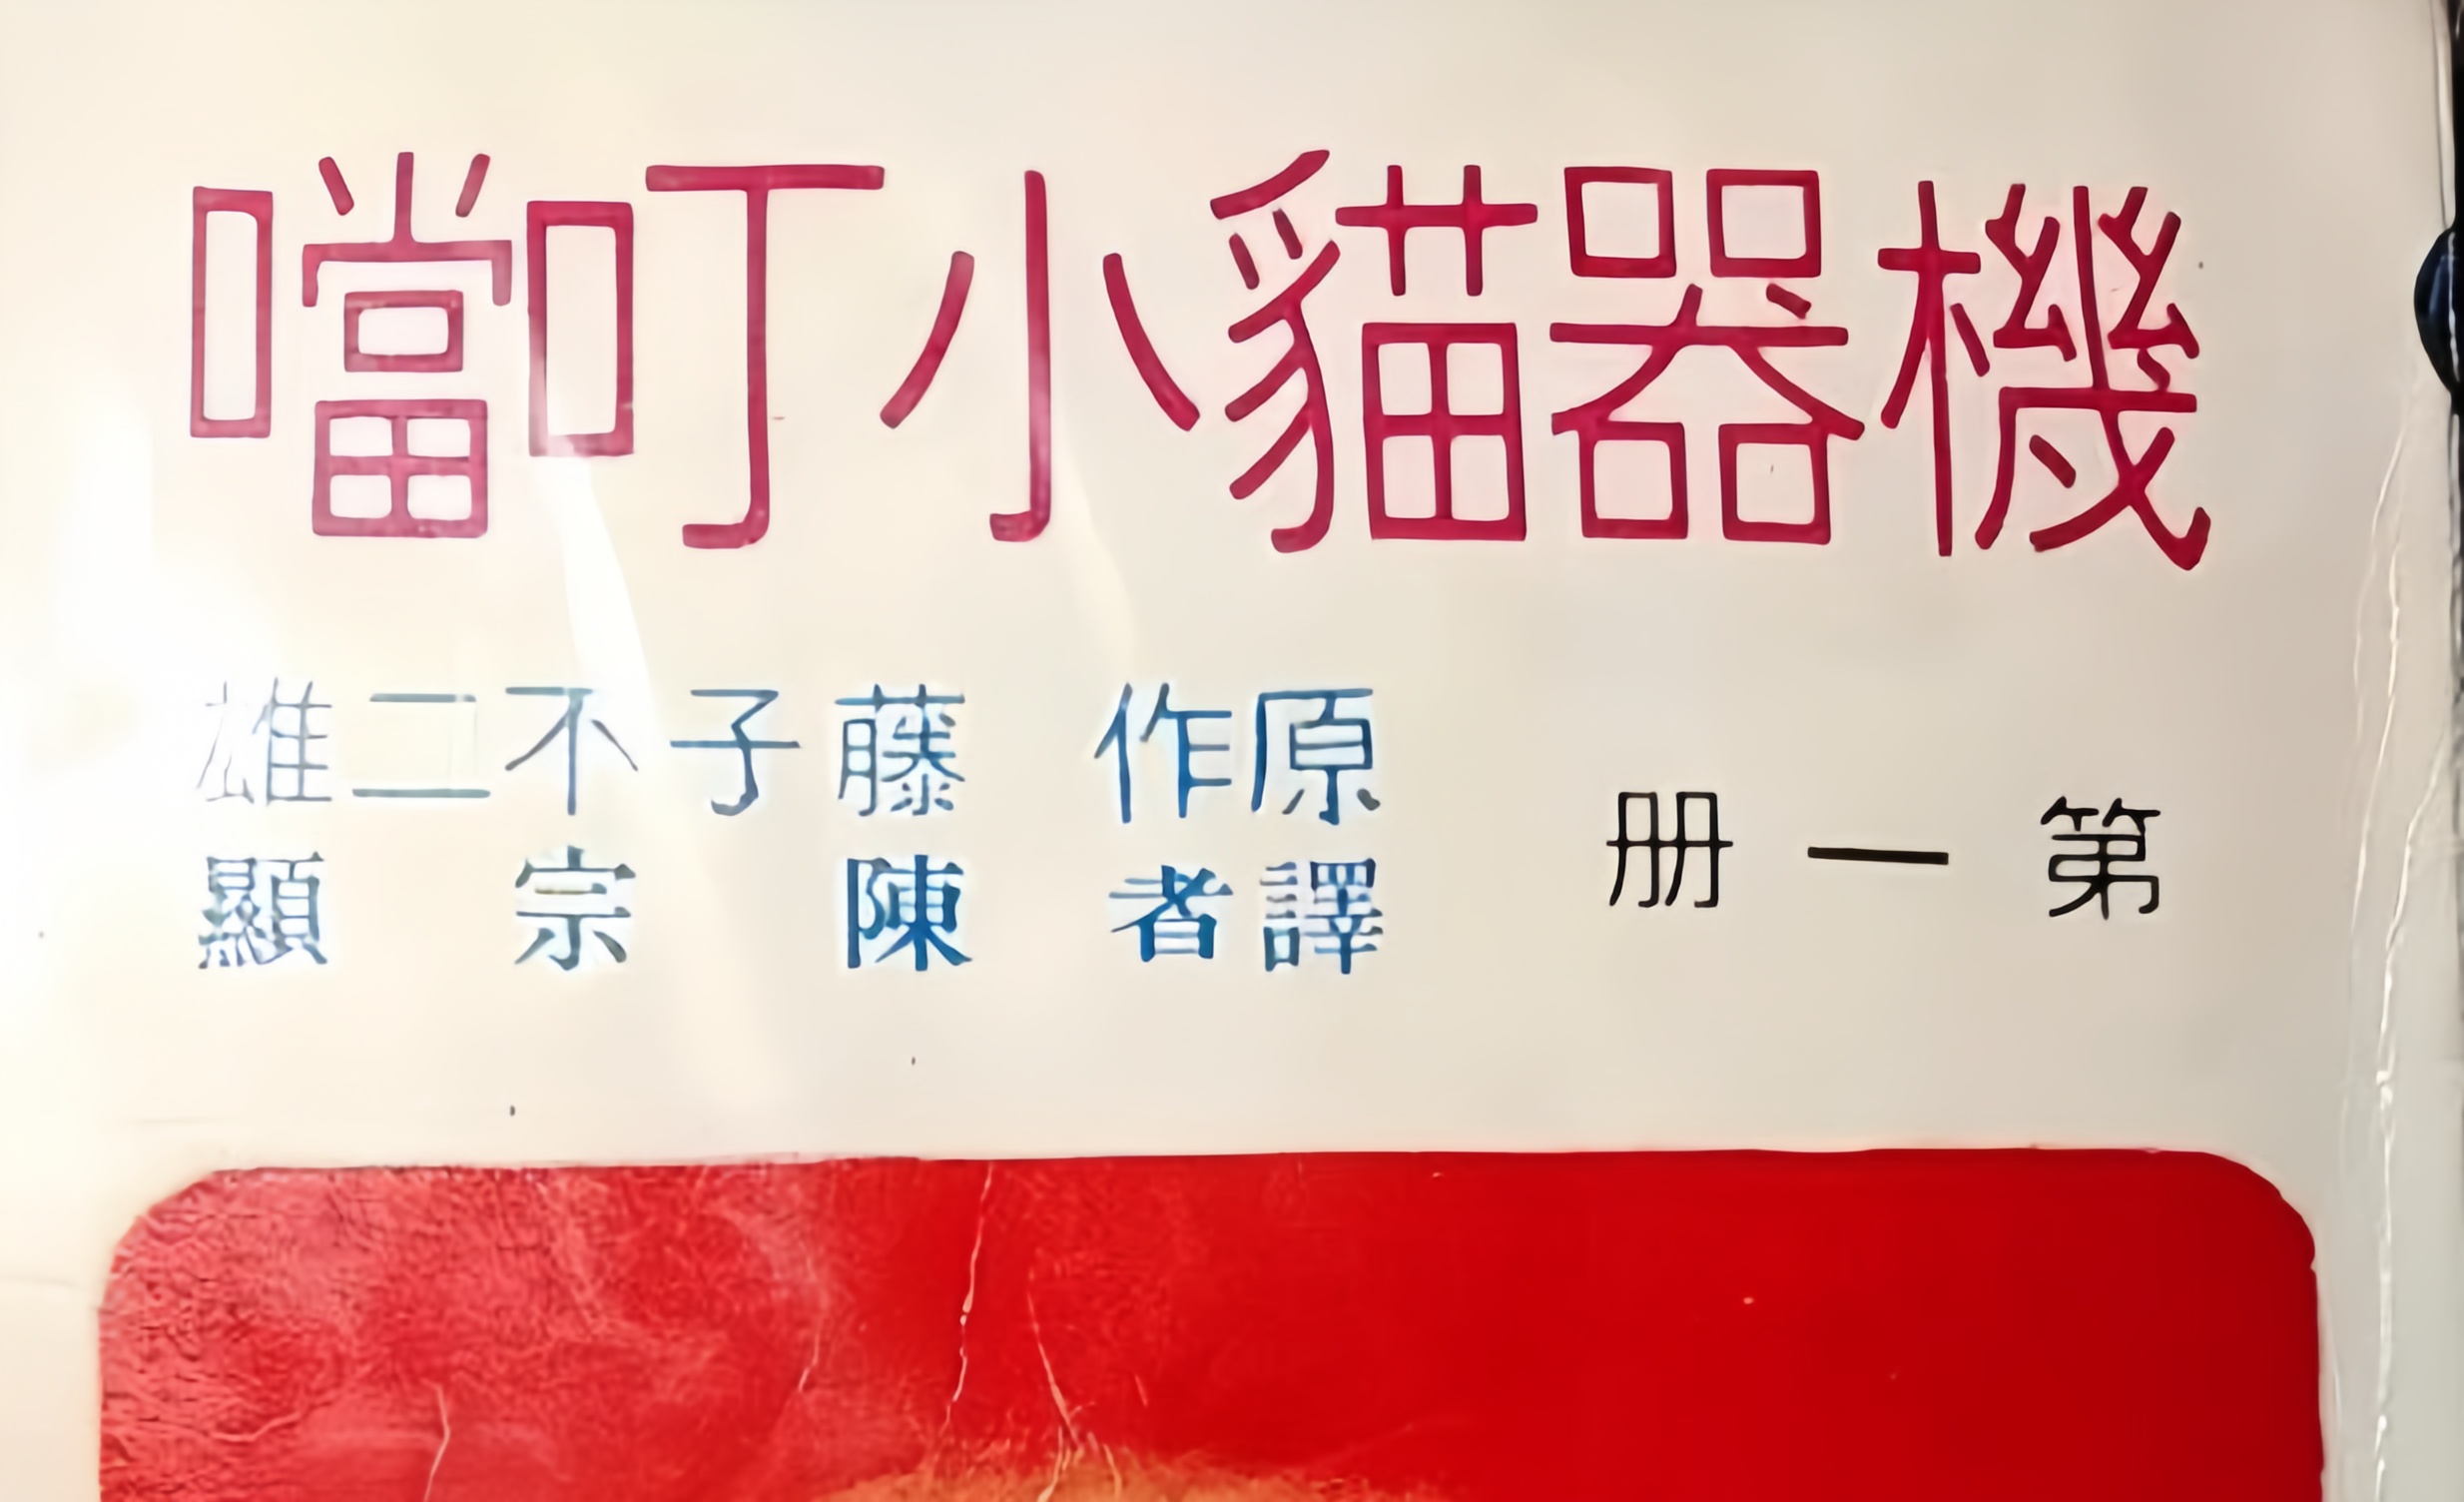 機器貓小叮噹
第一册
原作 藤子不二雄
譯者 陳宗顯